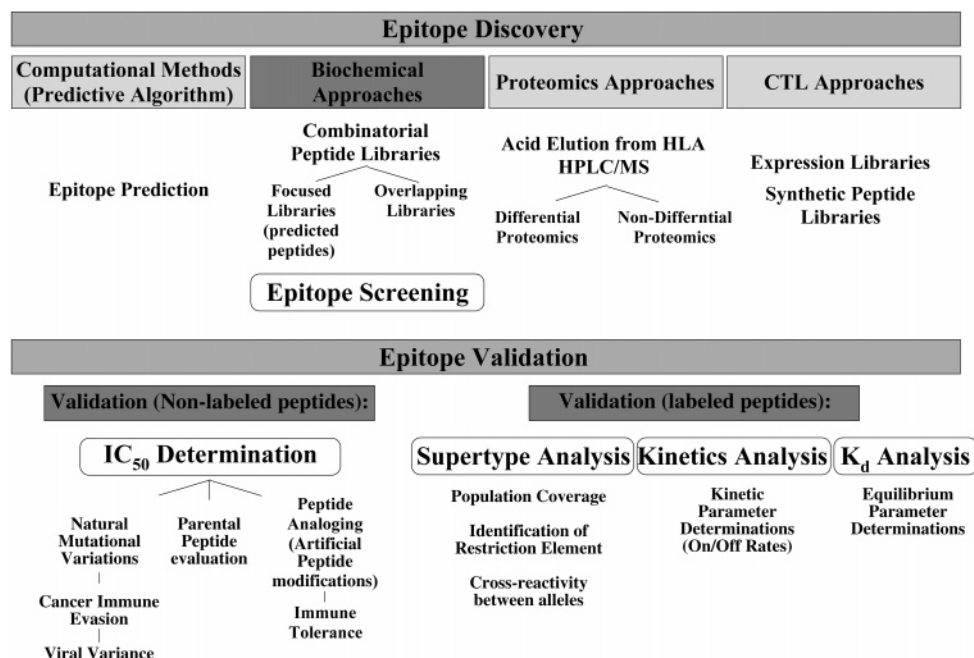 Epitope Discovery
Computational Methods
(Predictive Algorithm)
Biochemical
Approaches
Proteomics Approaches
CTL Approaches
Epitope Prediction
Combinatorial
Peptide Libraries
Focused
Libraries
(predicted
peptides)
Overlapping
Libraries
Epitope Screening
Acid Elution from HLA
HPLC/MS
Differential
Proteomics
Non-Differntial
Proteomics
Expression Libraries
Synthetic Peptide
Libraries
Epitope Validation
Validation (Non-labeled peptides):
IC50 Determination
Natural
Mutational
Variations
Cancer Immune
Evasion
Viral Variance
Parental
Peptide
evaluation
Peptide
Analoging
(Artificial
Peptide
modifications)
Immune
Tolerance
Validation (labeled peptides):
Supertype Analysis
Population Coverage
Identification of
Restriction Element
Cross-reactivity
between alleles
Kinetics Analysis
Kinetic
Parameter
Determinations
(On/Off Rates)
Kd Analysis
Equilibrium
Parameter
Determinations